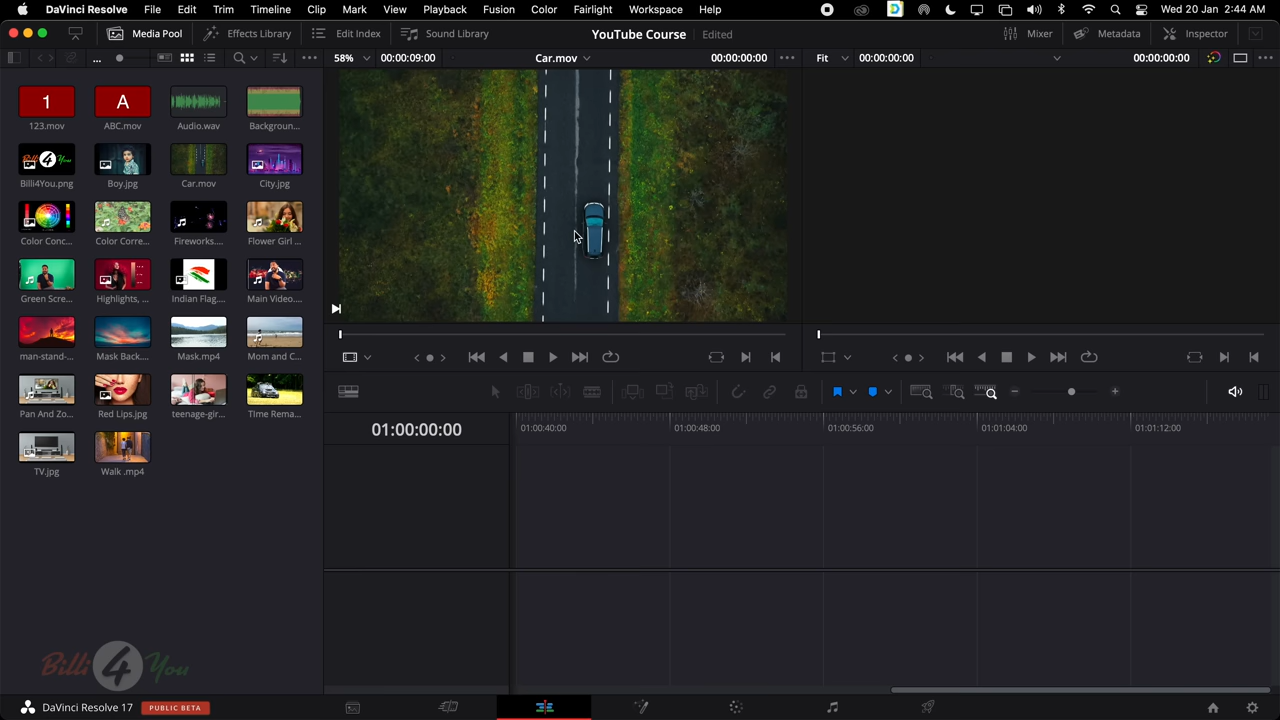 DaVinci Resolve File Edit Trim Timeline Clip Mark View Playback Fusion Color Fairlight Workspace Help Wed 20 Jan 2:44 AM
Media Pool Effects Library Edit Index Sound Library YouTube Course Edited Mixer Metadata Inspector
... 58% 00:00:09:00 Car.mov 00:00:00:00 Fit 00:00:00:00 00:00:00:00
1 A
123.mov ABC.mov Audio.wav Backgroun...
Billi4You
Billi4You.png Boy.jpg Car.mov City.jpg
Color Conc... Color Corre... Fireworks.... Flower Girl ...
Green Scre... Highlights, ... Indian Flag.... Main Video....
man-stand-... Mask Back.... Mask.mp4 Mom and C...
Pan And Zo... Red Lips.jpg teenage-gir... TIme Rema...
TV.jpg Walk .mp4
01:00:00:00 01:00:40:00 01:00:48:00 01:00:56:00 01:01:04:00 01:01:12:00
Billi 4 You
DaVinci Resolve 17 PUBLIC BETA